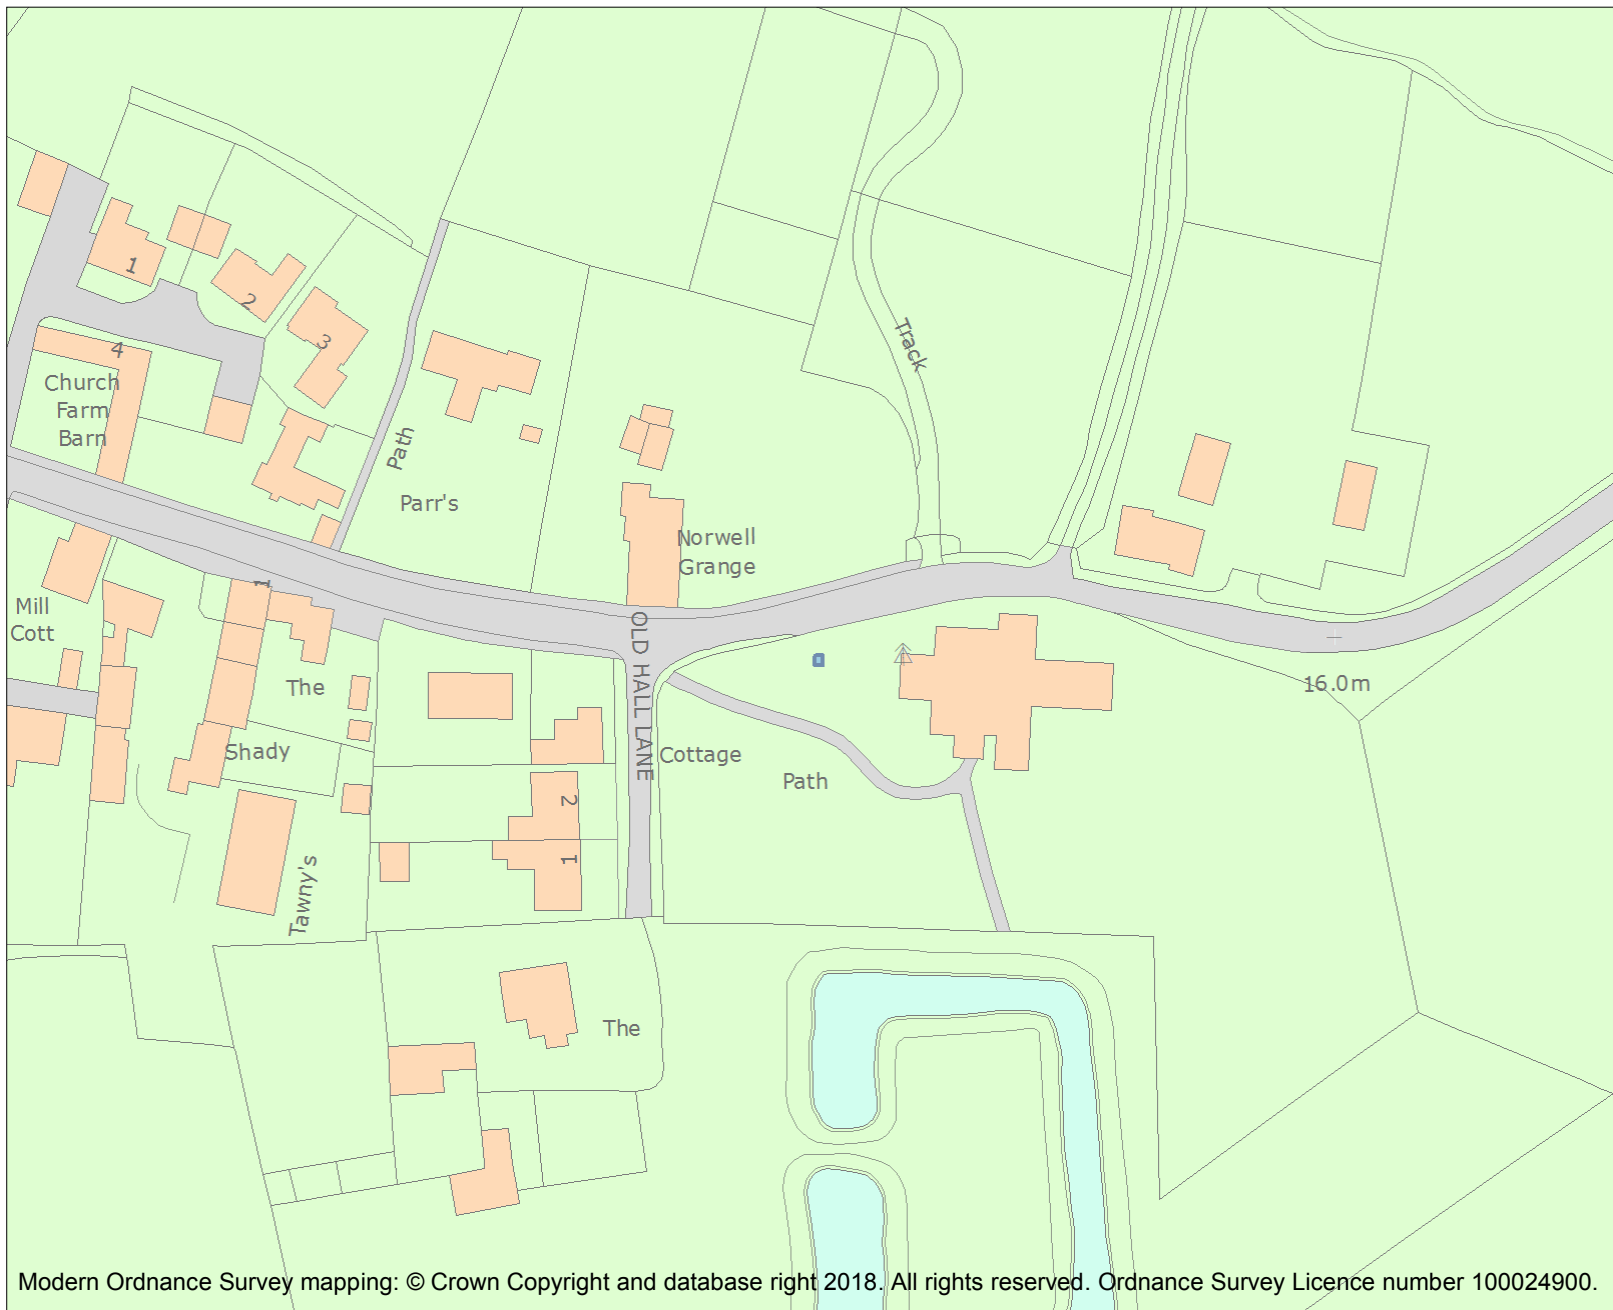 1
2
3
4
Church
Farm
Barn
Track
Path
Parr's
Norwell
Grange
1
Mill
Cott
OLD HALL LANE
The
16.0m
Shady
Cottage
Path
2
1
Tawny's
The
Modern Ordnance Survey mapping: © Crown Copyright and database right 2018. All rights reserved. Ordnance Survey Licence number 100024900.